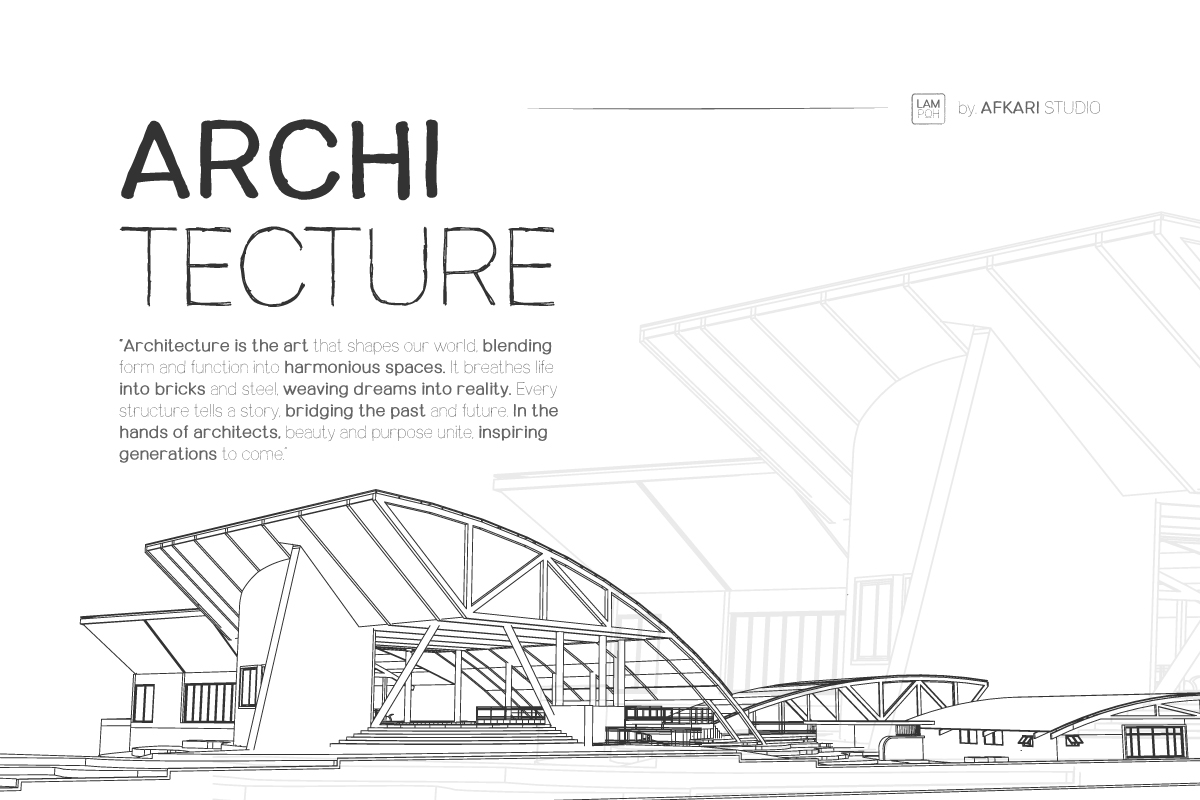 LAM
POH
by. AFKARI STUDIO
ARCHI
TECTURE
"Architecture is the art that shapes our world, blending
form and function into harmonious spaces. It breathes life
into bricks and steel, weaving dreams into reality. Every
structure tells a story, bridging the past and future. In the
hands of architects, beauty and purpose unite, inspiring
generations to come."